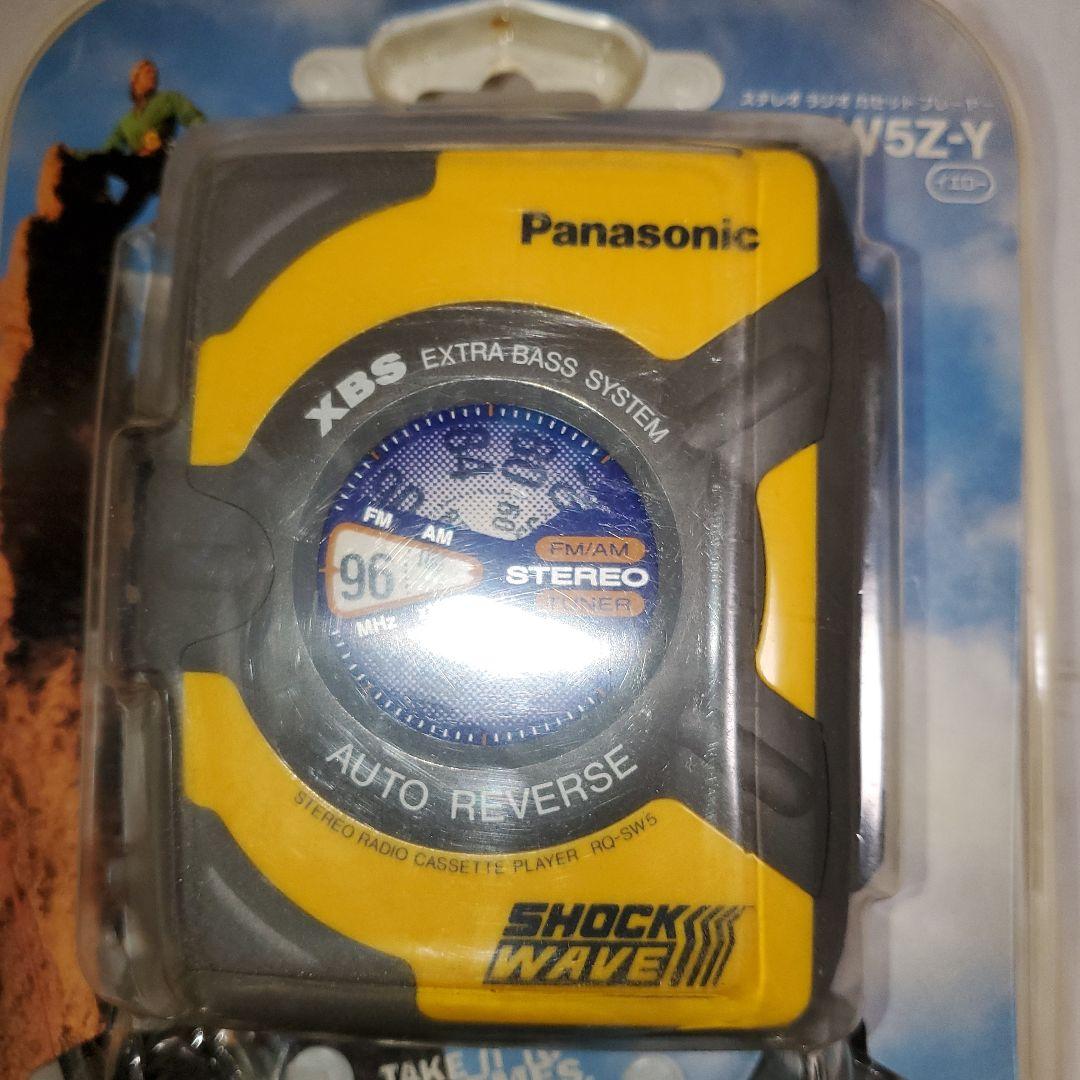 ステレオ ラジオ カセット プレーヤー
W5Z-Y
イエロー
Panasonic
XBS EXTRA BASS SYSTEM
FM AM
96
MHz
FM/AM
STEREO
TUNER
AUTO REVERSE
STEREO RADIO CASSETTE PLAYER RQ-SW5
SHOCK
WAVE
TAKE